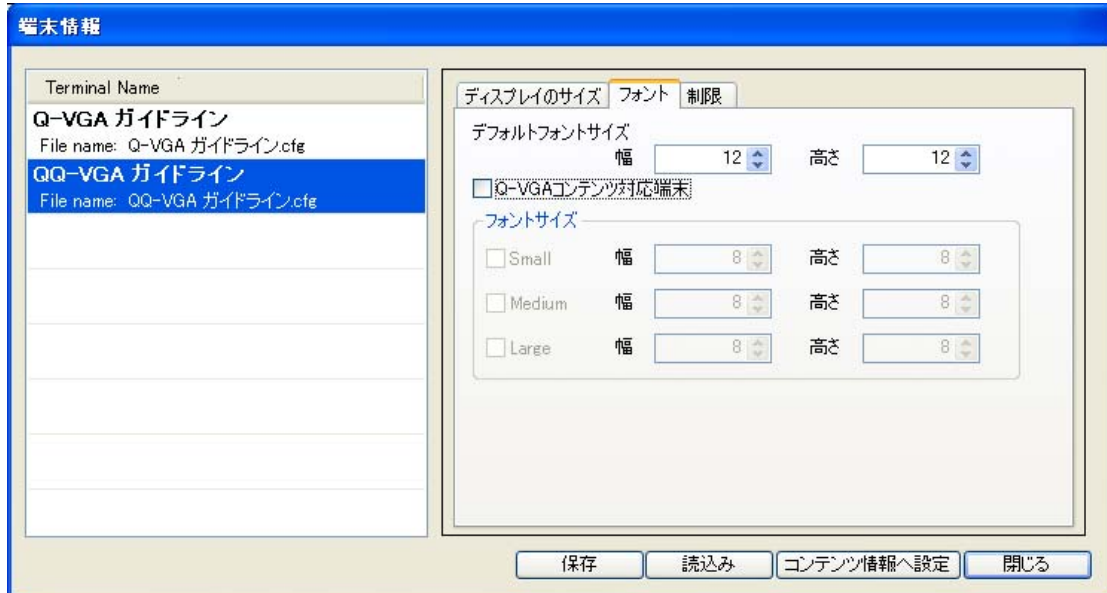 端末情報
Terminal Name
Q-VGA ガイドライン
File name: Q-VGA ガイドライン.cfg
QQ-VGA ガイドライン
File name: QQ-VGA ガイドライン.cfg
ディスプレイのサイズ フォント 制限
デフォルトフォントサイズ
幅 12 高さ 12
Q-VGAコンテンツ対応端末
フォントサイズ
Small 幅 8 高さ 8
Medium 幅 8 高さ 8
Large 幅 8 高さ 8
保存 読込み コンテンツ情報へ設定 閉じる